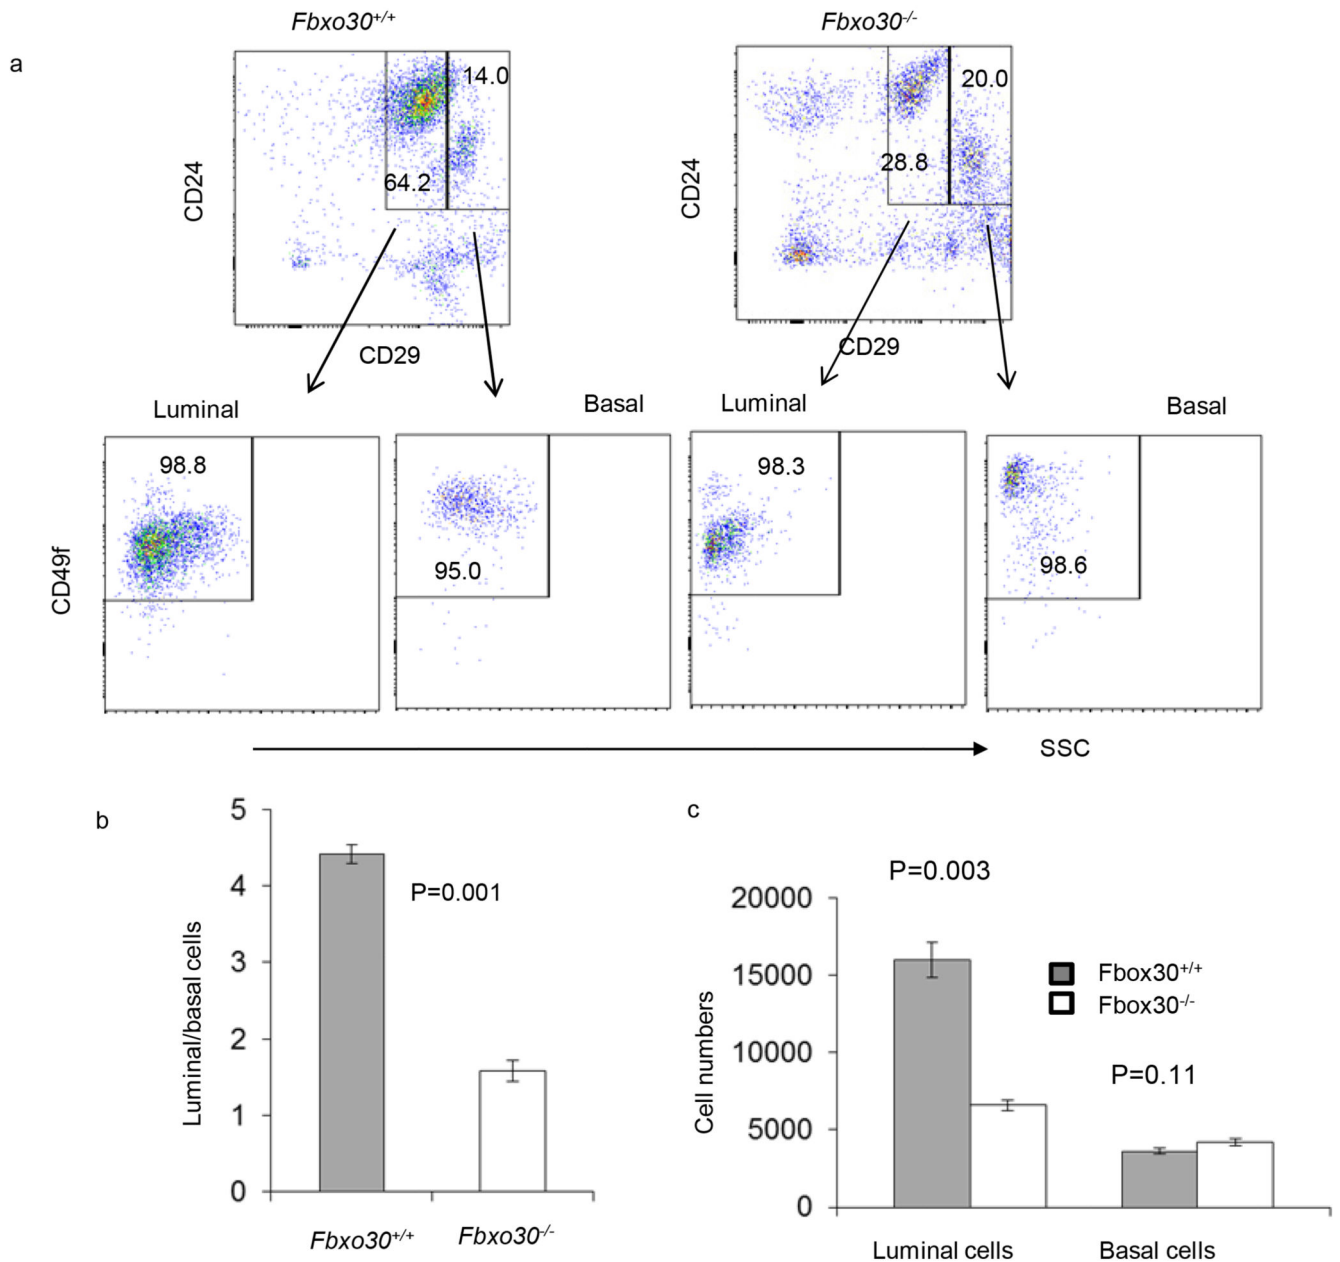 a
Fbxo30+/+
Fbxo30-/-
CD24
14.0
64.2
CD29
CD24
20.0
28.8
CD29
Luminal
Basal
Luminal
Basal
CD49f
98.8
95.0
98.3
98.6
SSC
b
Luminal/basal cells
5
4
3
2
1
0
P=0.001
Fbxo30+/+
Fbxo30-/-
c
Cell numbers
P=0.003
20000
15000
10000
5000
0
Fbox30+/+
Fbox30-/-
P=0.11
Luminal cells
Basal cells